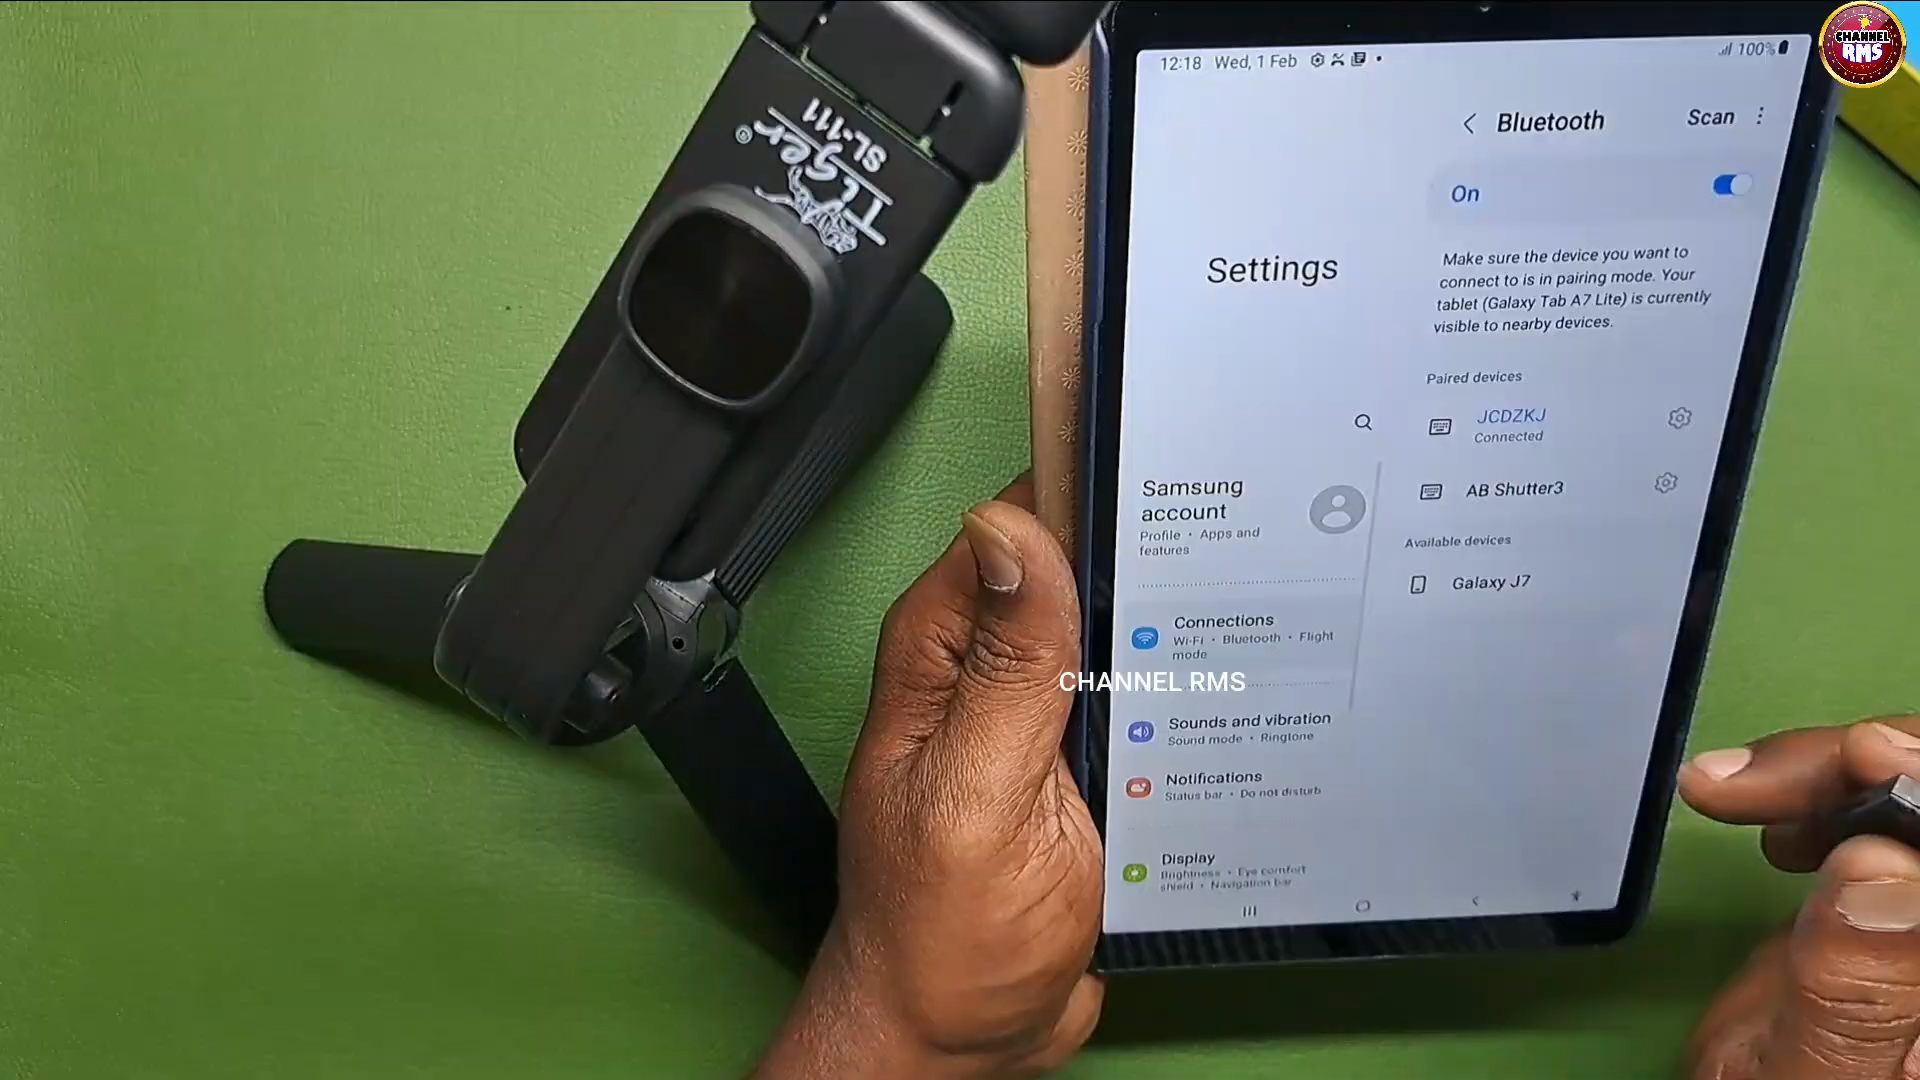 CHANNEL
RMS
Tiger®
SL-111
12:18 Wed, 1 Feb
100%
Bluetooth
Scan
On
Make sure the device you want to
connect to is in pairing mode. Your
tablet (Galaxy Tab A7 Lite) is currently
visible to nearby devices.
Paired devices
JCDZKJ
Connected
AB Shutter3
Available devices
Galaxy J7
Settings
Samsung
account
Profile • Apps and
features
Connections
Wi-Fi • Bluetooth • Flight
mode
Sounds and vibration
Sound mode • Ringtone
Notifications
Status bar • Do not disturb
Display
Brightness • Eye comfort
shield • Navigation bar
CHANNEL RMS